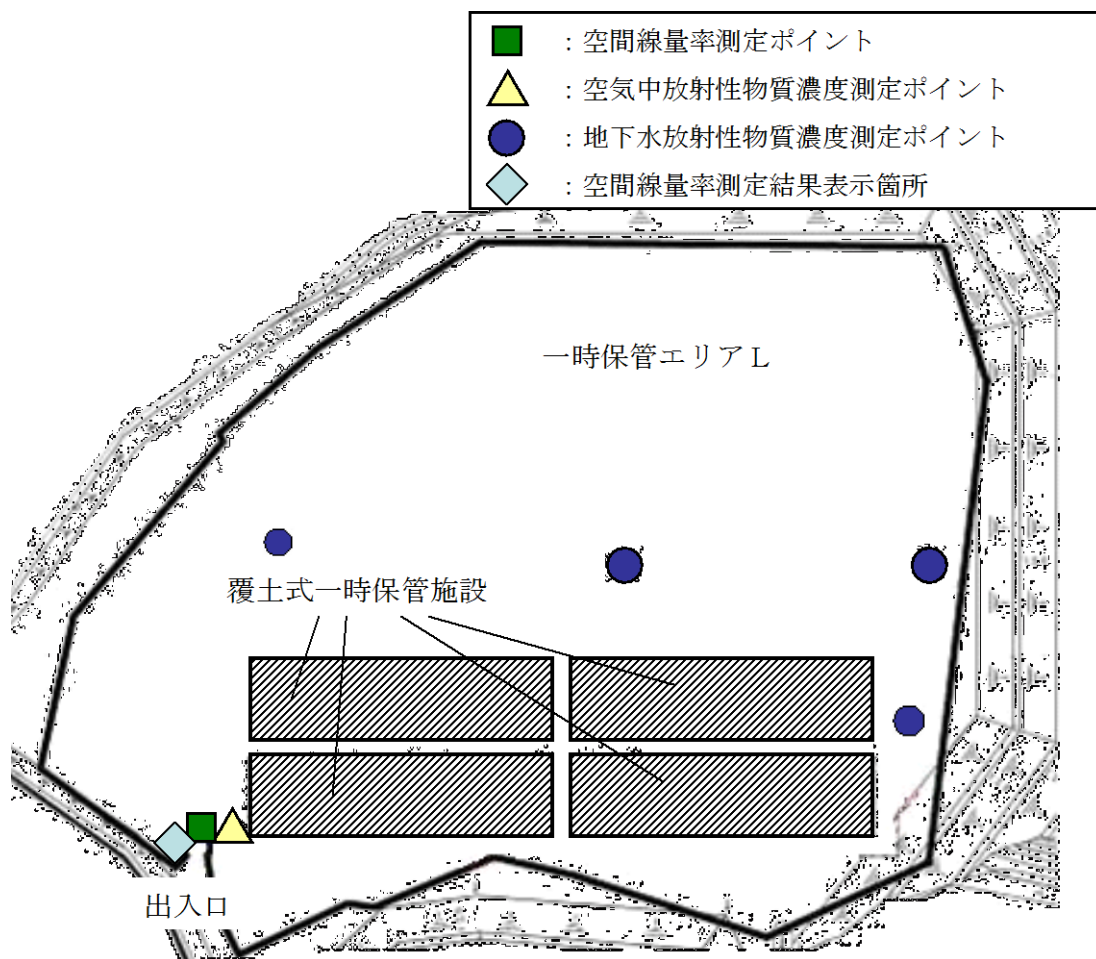 ：空間線量率測定ポイント
：空気中放射性物質濃度測定ポイント
：地下水放射性物質濃度測定ポイント
：空間線量率測定結果表示箇所
一時保管エリアＬ
覆土式一時保管施設
出入口